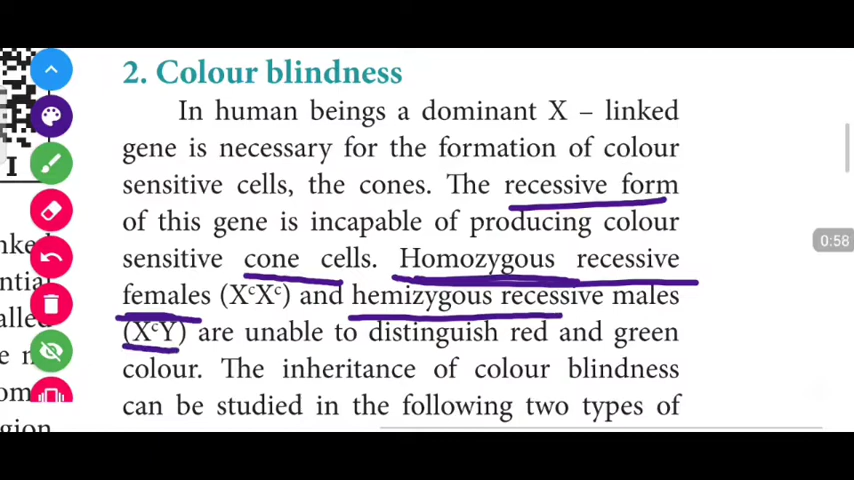 2. Colour blindness
In human beings a dominant X – linked
gene is necessary for the formation of colour
sensitive cells, the cones. The recessive form
of this gene is incapable of producing colour
sensitive cone cells. Homozygous recessive
females (XᶜXᶜ) and hemizygous recessive males
(XᶜY) are unable to distinguish red and green
colour. The inheritance of colour blindness
can be studied in the following two types of
I
0:58